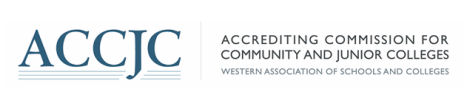 ACCJC
ACCREDITING COMMISSION FOR
COMMUNITY AND JUNIOR COLLEGES
WESTERN ASSOCIATION OF SCHOOLS AND COLLEGES